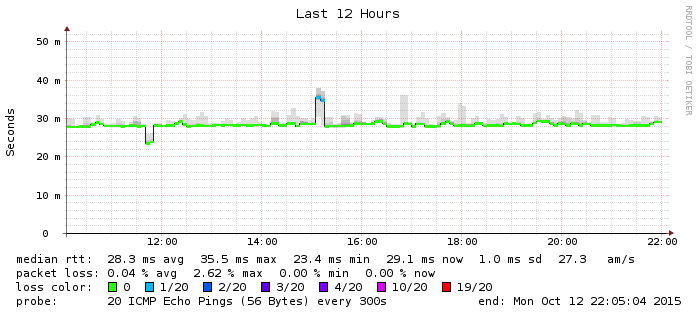 Last 12 Hours
RRDTOOL / TOBI OETIKER
Seconds
50 m
40 m
30 m
20 m
10 m
0
12:00 14:00 16:00 18:00 20:00 22:00
median rtt: 28.3 ms avg 35.5 ms max 23.4 ms min 29.1 ms now 1.0 ms sd 27.3 am/s
packet loss: 0.04 % avg 2.62 % max 0.00 % min 0.00 % now
loss color: 0 1/20 2/20 3/20 4/20 10/20 19/20
probe: 20 ICMP Echo Pings (56 Bytes) every 300s end: Mon Oct 12 22:05:04 2015